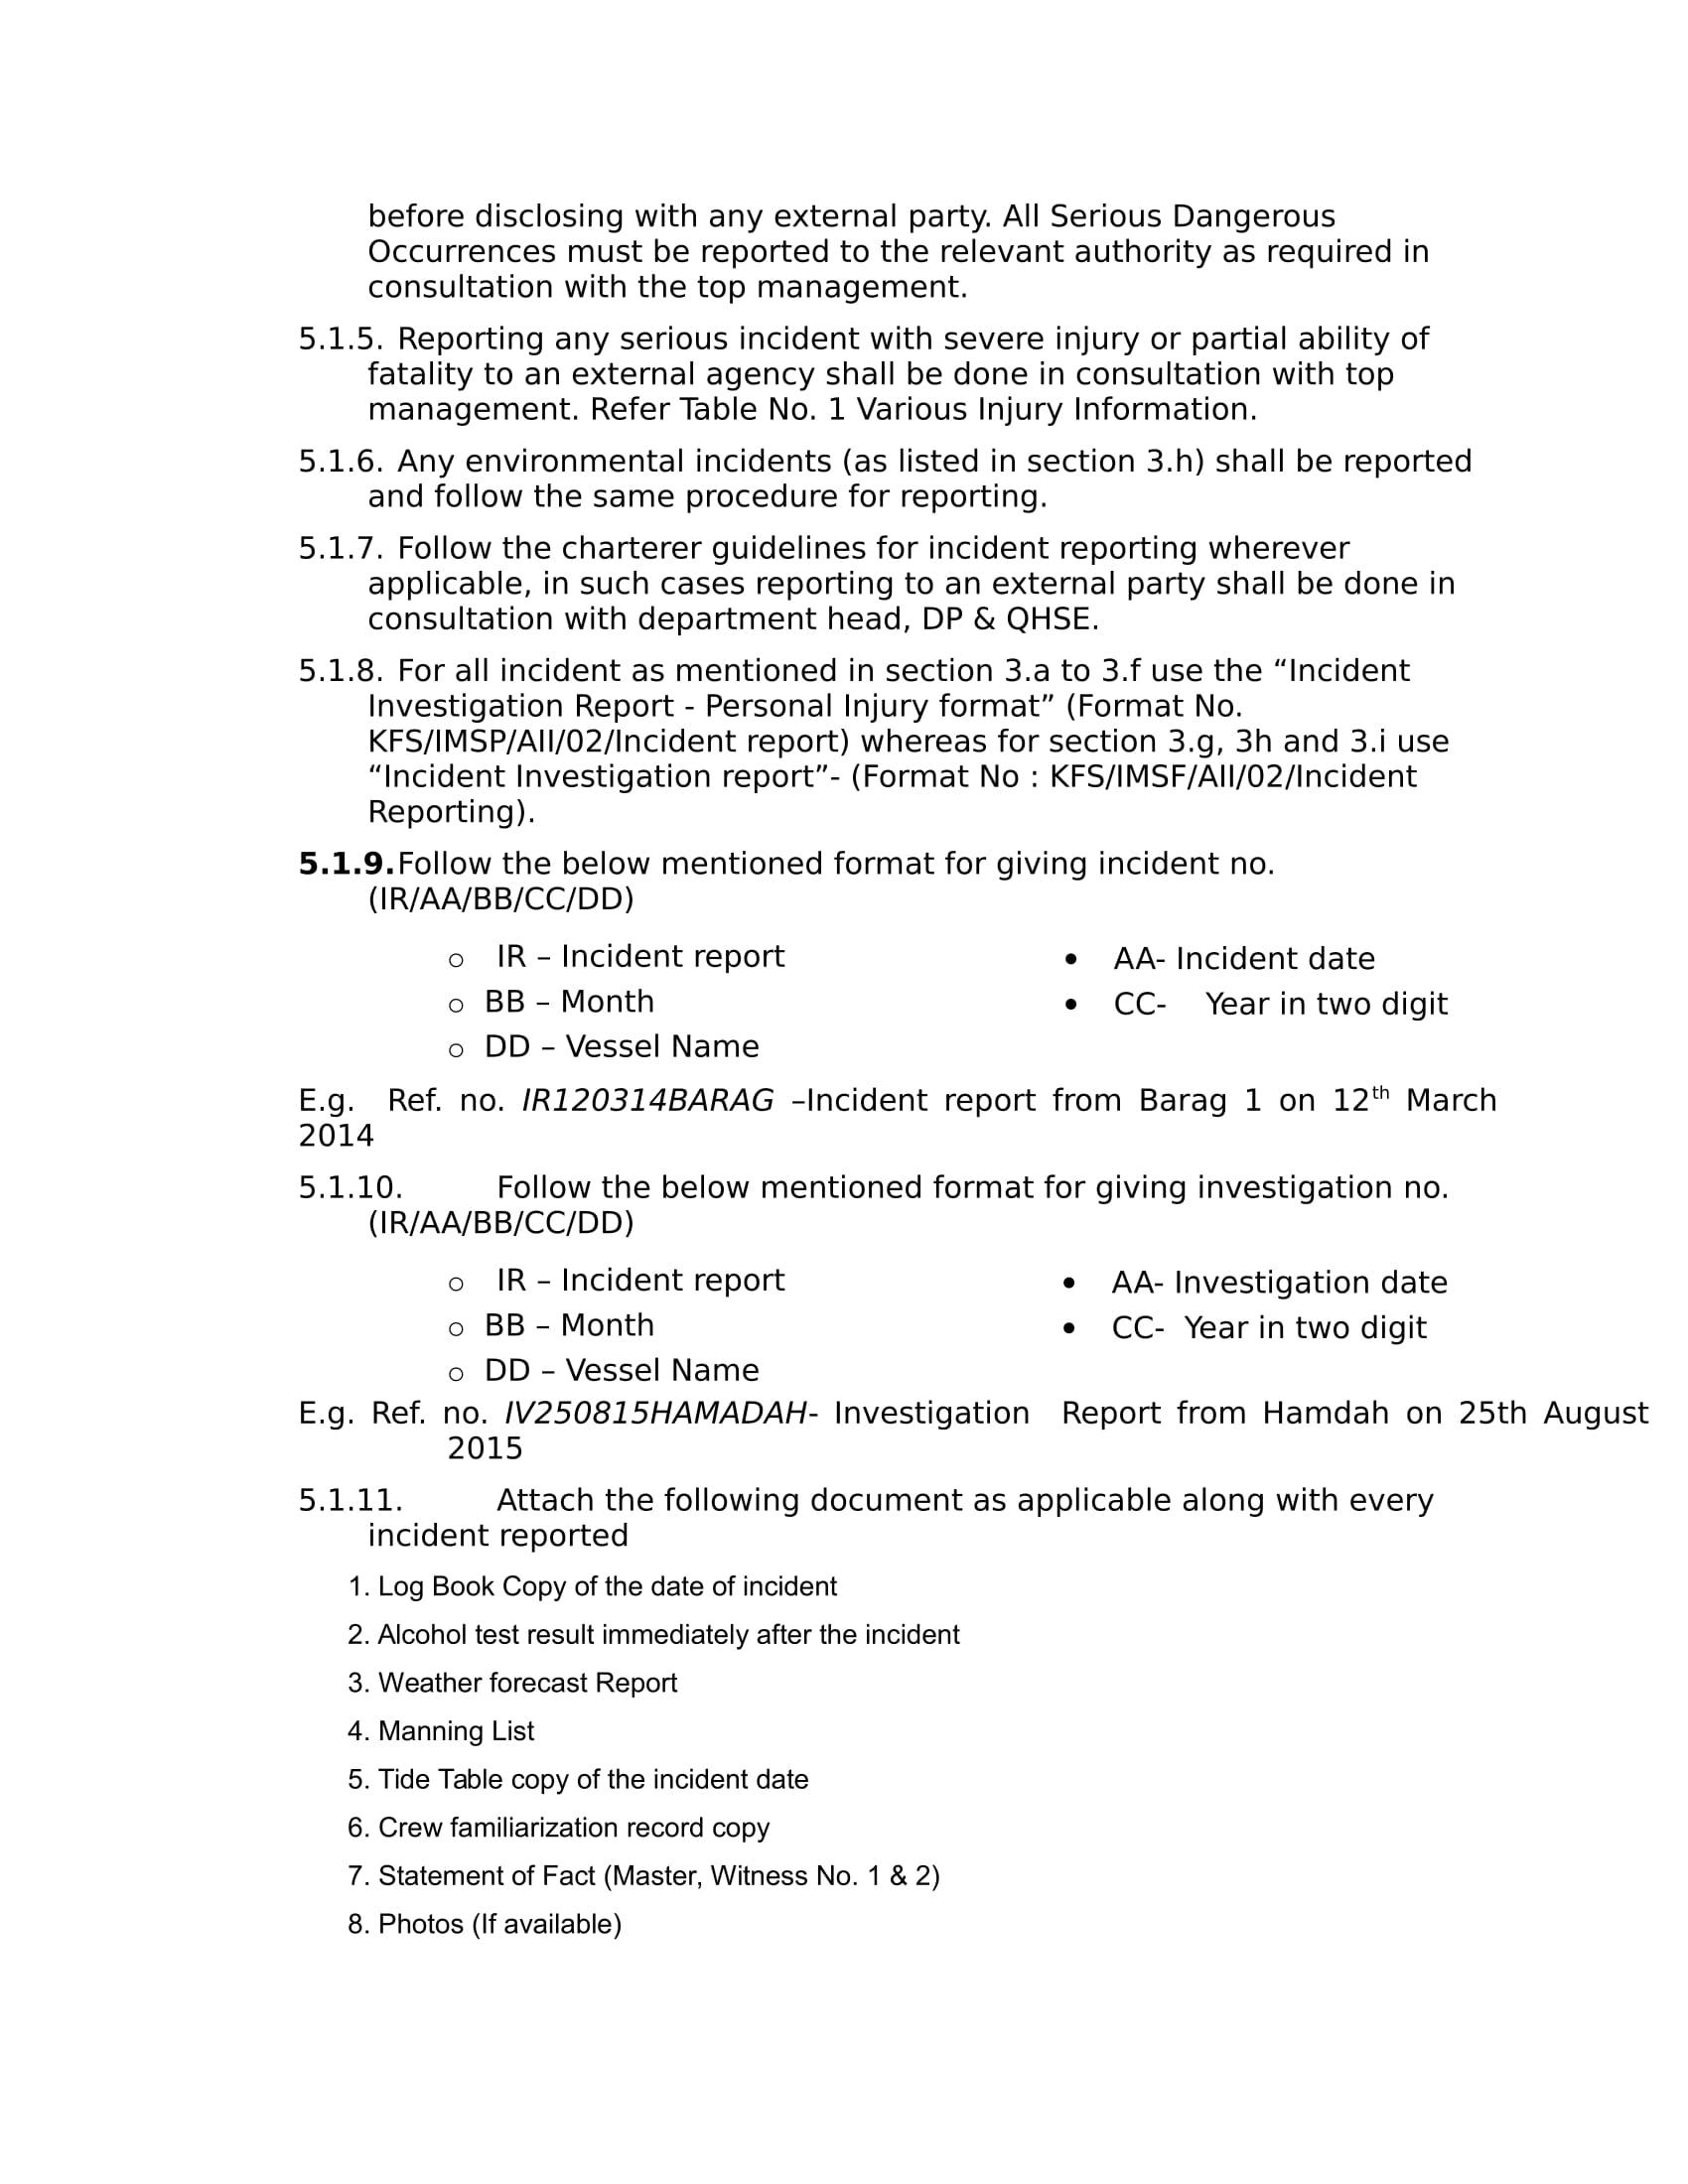 before disclosing with any external party. All Serious Dangerous
Occurrences must be reported to the relevant authority as required in
consultation with the top management.
5.1.5. Reporting any serious incident with severe injury or partial ability of
fatality to an external agency shall be done in consultation with top
management. Refer Table No. 1 Various Injury Information.
5.1.6. Any environmental incidents (as listed in section 3.h) shall be reported
and follow the same procedure for reporting.
5.1.7. Follow the charterer guidelines for incident reporting wherever
applicable, in such cases reporting to an external party shall be done in
consultation with department head, DP & QHSE.
5.1.8. For all incident as mentioned in section 3.a to 3.f use the “Incident
Investigation Report - Personal Injury format” (Format No.
KFS/IMSP/AII/02/Incident report) whereas for section 3.g, 3h and 3.i use
“Incident Investigation report”- (Format No : KFS/IMSF/AII/02/Incident
Reporting).
5.1.9. Follow the below mentioned format for giving incident no.
(IR/AA/BB/CC/DD)
○ IR – Incident report • AA- Incident date
○ BB – Month • CC- Year in two digit
○ DD – Vessel Name
E.g. Ref. no. IR120314BARAG –Incident report from Barag 1 on 12th March
2014
5.1.10. Follow the below mentioned format for giving investigation no.
(IR/AA/BB/CC/DD)
○ IR – Incident report • AA- Investigation date
○ BB – Month • CC- Year in two digit
○ DD – Vessel Name
E.g. Ref. no. IV250815HAMADAH- Investigation Report from Hamdah on 25th August
2015
5.1.11. Attach the following document as applicable along with every
incident reported
1. Log Book Copy of the date of incident
2. Alcohol test result immediately after the incident
3. Weather forecast Report
4. Manning List
5. Tide Table copy of the incident date
6. Crew familiarization record copy
7. Statement of Fact (Master, Witness No. 1 & 2)
8. Photos (If available)